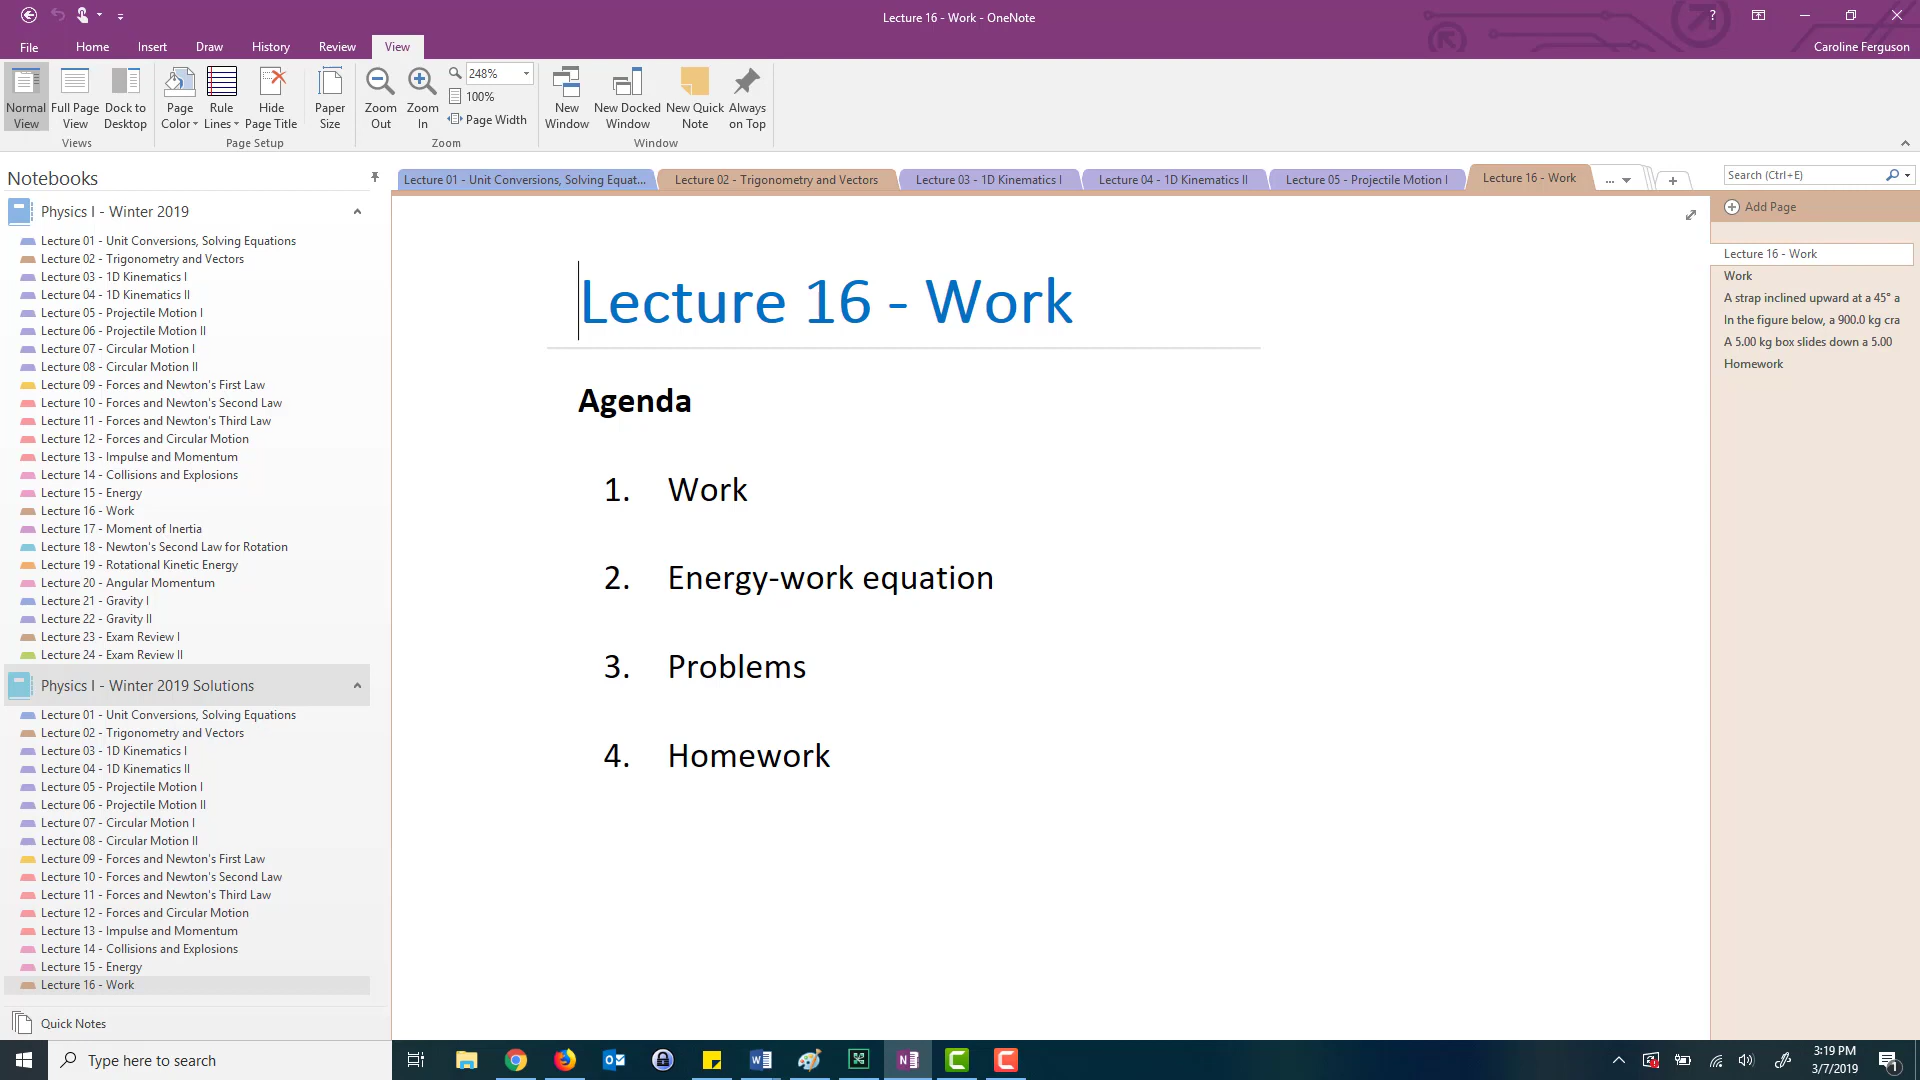 Lecture 16 - Work - OneNote
Caroline Ferguson
File Home Insert Draw History Review View
Normal View
Full Page View
Dock to Desktop
Views
Page Color
Rule Lines
Hide Page Title
Paper Size
Page Setup
Zoom Out
Zoom In
248%
100%
Page Width
Zoom
New Window
New Docked Window
New Quick Note
Always on Top
Window
Notebooks
Physics I - Winter 2019
Lecture 01 - Unit Conversions, Solving Equations
Lecture 02 - Trigonometry and Vectors
Lecture 03 - 1D Kinematics I
Lecture 04 - 1D Kinematics II
Lecture 05 - Projectile Motion I
Lecture 06 - Projectile Motion II
Lecture 07 - Circular Motion I
Lecture 08 - Circular Motion II
Lecture 09 - Forces and Newton's First Law
Lecture 10 - Forces and Newton's Second Law
Lecture 11 - Forces and Newton's Third Law
Lecture 12 - Forces and Circular Motion
Lecture 13 - Impulse and Momentum
Lecture 14 - Collisions and Explosions
Lecture 15 - Energy
Lecture 16 - Work
Lecture 17 - Moment of Inertia
Lecture 18 - Newton's Second Law for Rotation
Lecture 19 - Rotational Kinetic Energy
Lecture 20 - Angular Momentum
Lecture 21 - Gravity I
Lecture 22 - Gravity II
Lecture 23 - Exam Review I
Lecture 24 - Exam Review II
Physics I - Winter 2019 Solutions
Lecture 01 - Unit Conversions, Solving Equations
Lecture 02 - Trigonometry and Vectors
Lecture 03 - 1D Kinematics I
Lecture 04 - 1D Kinematics II
Lecture 05 - Projectile Motion I
Lecture 06 - Projectile Motion II
Lecture 07 - Circular Motion I
Lecture 08 - Circular Motion II
Lecture 09 - Forces and Newton's First Law
Lecture 10 - Forces and Newton's Second Law
Lecture 11 - Forces and Newton's Third Law
Lecture 12 - Forces and Circular Motion
Lecture 13 - Impulse and Momentum
Lecture 14 - Collisions and Explosions
Lecture 15 - Energy
Lecture 16 - Work
Quick Notes
Lecture 01 - Unit Conversions, Solving Equat...
Lecture 02 - Trigonometry and Vectors
Lecture 03 - 1D Kinematics I
Lecture 04 - 1D Kinematics II
Lecture 05 - Projectile Motion I
Lecture 16 - Work
...
Search (Ctrl+E)
Lecture 16 - Work
Agenda
1. Work
2. Energy-work equation
3. Problems
4. Homework
Add Page
Lecture 16 - Work
Work
A strap inclined upward at a 45° a
In the figure below, a 900.0 kg cra
A 5.00 kg box slides down a 5.00
Homework
Type here to search
3:19 PM
3/7/2019
1